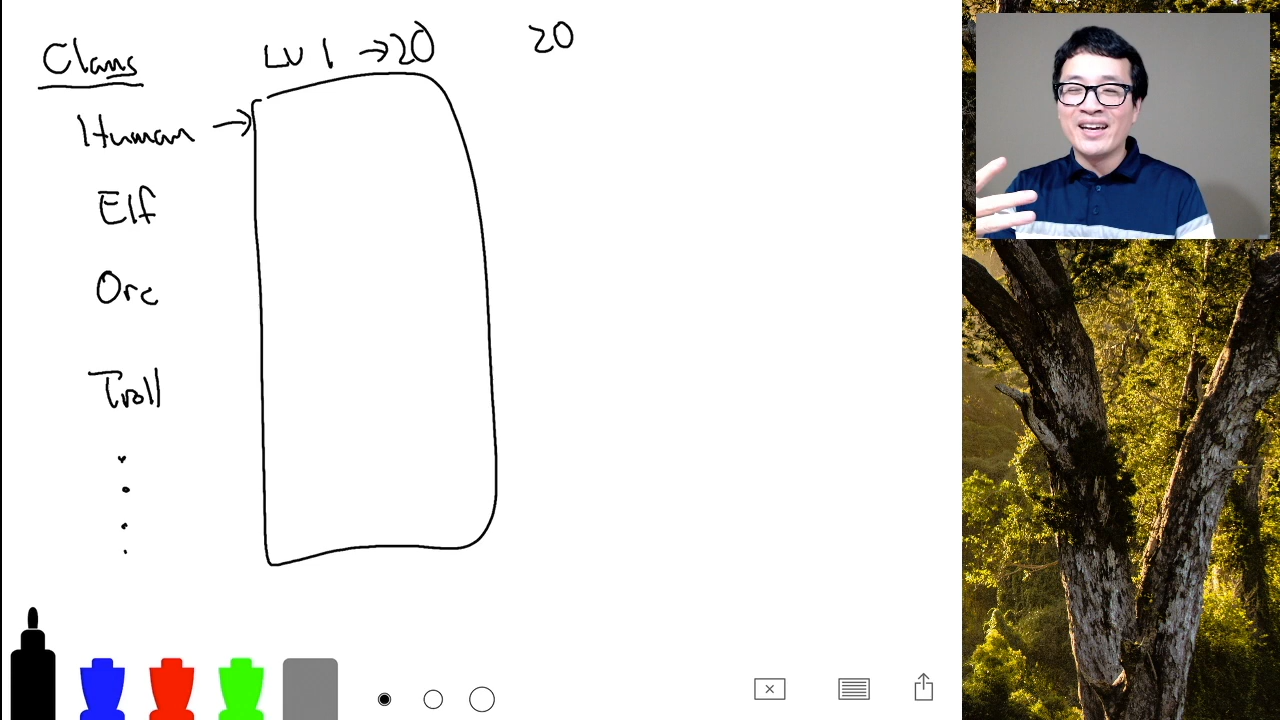 Clans
Lv 1 → 20
20
Human →
Elf
Orc
Troll